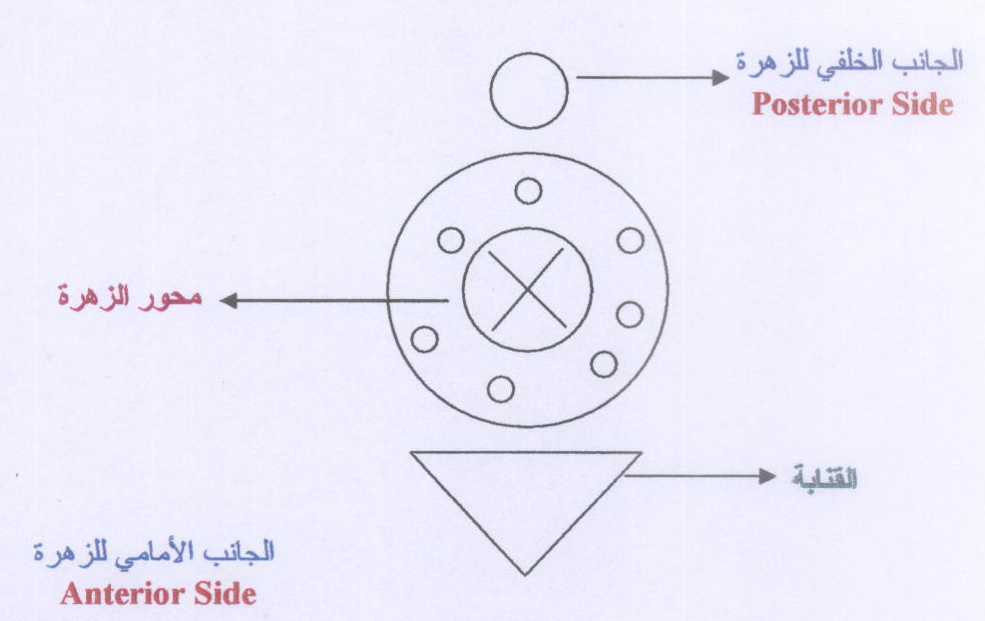 الجانب الخلفي للزهرة
Posterior Side
محور الزهرة
القنابة
الجانب الأمامي للزهرة
Anterior Side